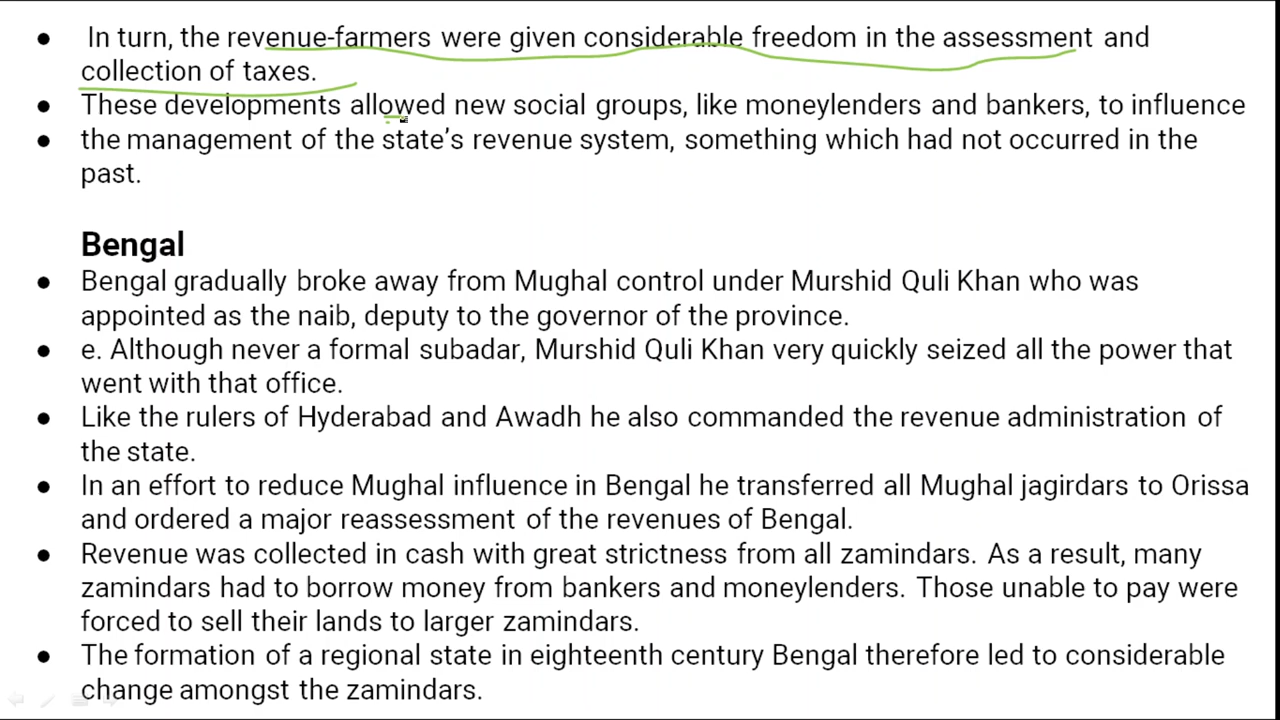 ● In turn, the revenue-farmers were given considerable freedom in the assessment and
collection of taxes.
● These developments allowed new social groups, like moneylenders and bankers, to influence
● the management of the state’s revenue system, something which had not occurred in the
past.
Bengal
● Bengal gradually broke away from Mughal control under Murshid Quli Khan who was
appointed as the naib, deputy to the governor of the province.
● e. Although never a formal subadar, Murshid Quli Khan very quickly seized all the power that
went with that office.
● Like the rulers of Hyderabad and Awadh he also commanded the revenue administration of
the state.
● In an effort to reduce Mughal influence in Bengal he transferred all Mughal jagirdars to Orissa
and ordered a major reassessment of the revenues of Bengal.
● Revenue was collected in cash with great strictness from all zamindars. As a result, many
zamindars had to borrow money from bankers and moneylenders. Those unable to pay were
forced to sell their lands to larger zamindars.
● The formation of a regional state in eighteenth century Bengal therefore led to considerable
change amongst the zamindars.